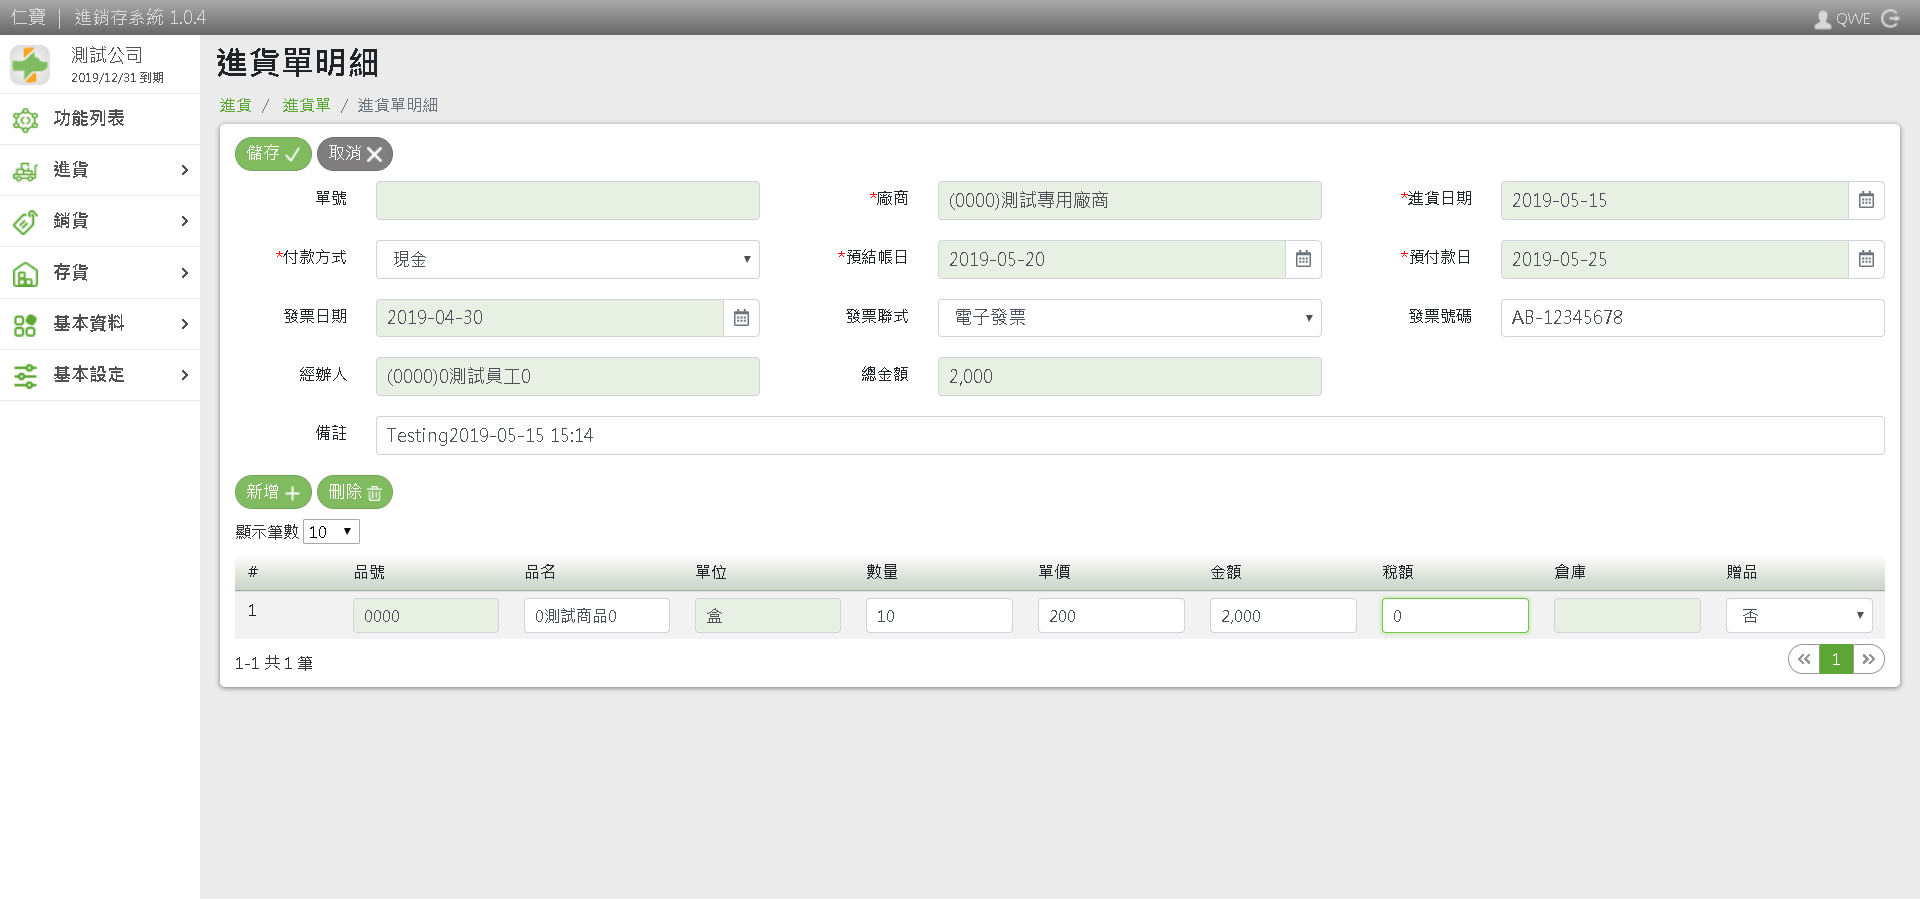 仁寶 | 進銷存系統 1.0.4
QWE
測試公司
2019/12/31 到期
功能列表
進貨
銷貨
存貨
基本資料
基本設定
進貨單明細
進貨 / 進貨單 / 進貨單明細
儲存 取消
單號
*廠商 (0000)測試專用廠商
*進貨日期 2019-05-15
*付款方式 現金
*預結帳日 2019-05-20
*預付款日 2019-05-25
發票日期 2019-04-30
發票聯式 電子發票
發票號碼 AB-12345678
經辦人 (0000)0測試員工0
總金額 2,000
備註 Testing2019-05-15 15:14
新增 刪除
顯示筆數 10
# 品號 品名 單位 數量 單價 金額 稅額 倉庫 贈品
1 0000 0測試商品0 盒 10 200 2,000 0 否
1-1 共 1 筆
« 1 »